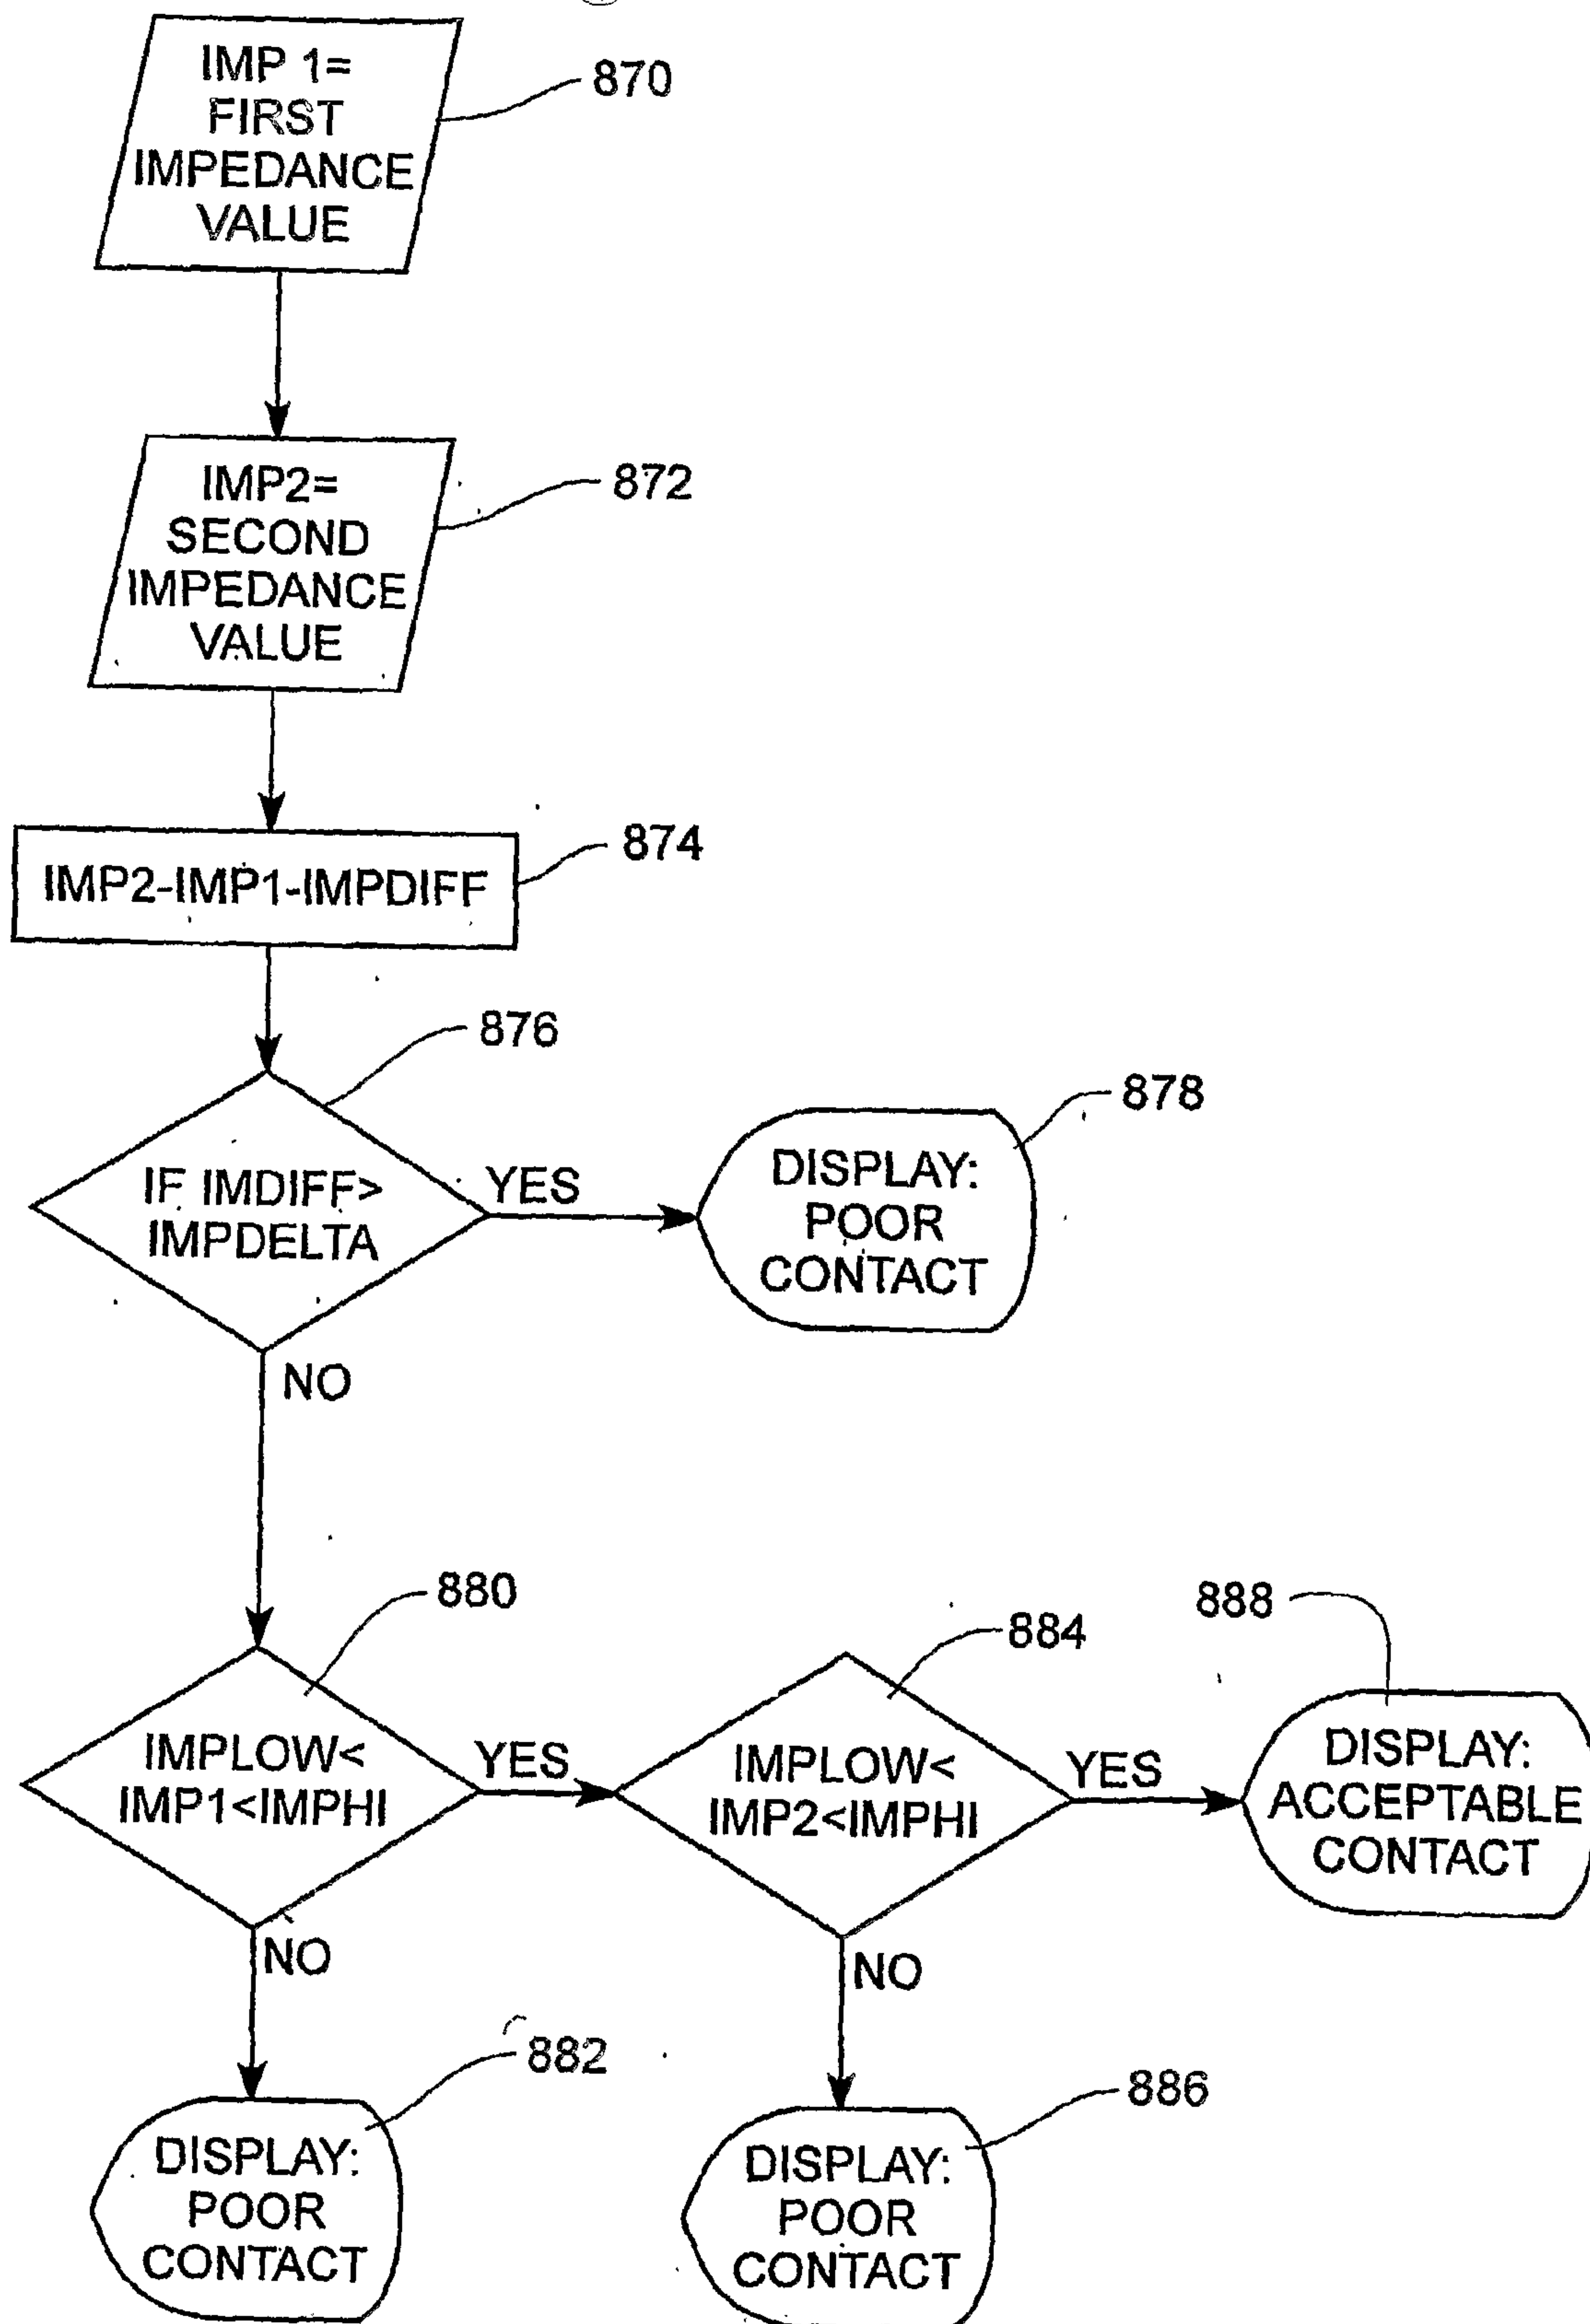 IMP 1=
FIRST
IMPEDANCE
VALUE
870
IMP2=
SECOND
IMPEDANCE
VALUE
872
IMP2-IMP1-IMPDIFF
874
876
IF IMDIFF>
IMPDELTA
YES
878
DISPLAY:
POOR
CONTACT
NO
880
IMPLOW<
IMP1<IMPHI
YES
884
IMPLOW<
IMP2<IMPHI
YES
888
DISPLAY:
ACCEPTABLE
CONTACT
NO
882
DISPLAY:
POOR
CONTACT
NO
886
DISPLAY:
POOR
CONTACT